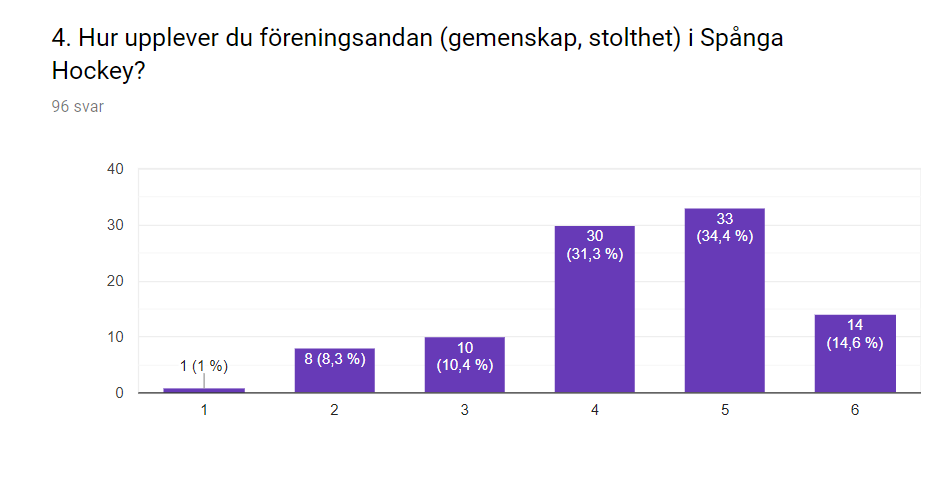 4. Hur upplever du föreningsandan (gemenskap, stolthet) i Spånga
Hockey?
96 svar
40
30
20
10
0
1 (1 %)
8 (8,3 %)
10
(10,4 %)
30
(31,3 %)
33
(34,4 %)
14
(14,6 %)
1 2 3 4 5 6